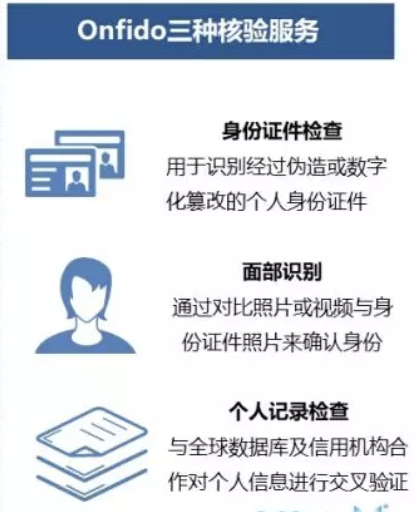 Onfido三种核验服务
身份证件检查
用于识别经过伪造或数字
化篡改的个人身份证件
面部识别
通过对比照片或视频与身
份证件照片来确认身份
个人记录检查
与全球数据库及信用机构合
作对个人信息进行交叉验证